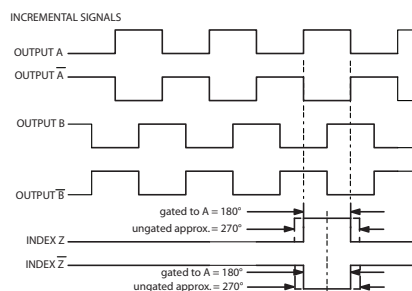 INCREMENTAL SIGNALS
OUTPUT A
OUTPUT A̅
OUTPUT B
OUTPUT B̅
gated to A = 180°
ungated approx. = 270°
INDEX Z
INDEX Z̅
gated to A = 180°
ungated approx. = 270°